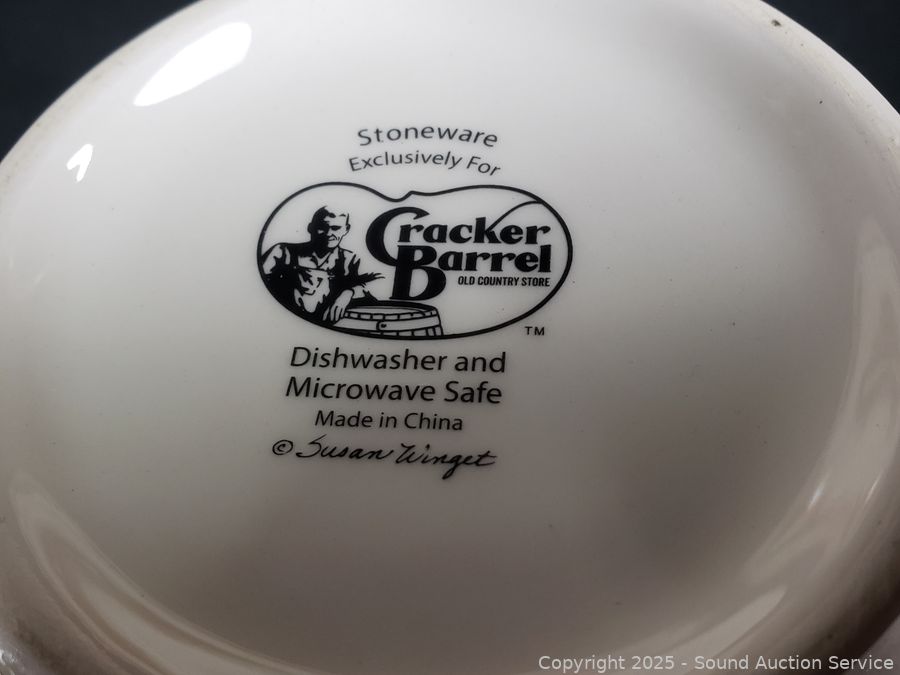 Stoneware
Exclusively For
Cracker
Barrel
OLD COUNTRY STORE
TM
Dishwasher and
Microwave Safe
Made in China
© Susan Winget
Copyright 2025 - Sound Auction Service